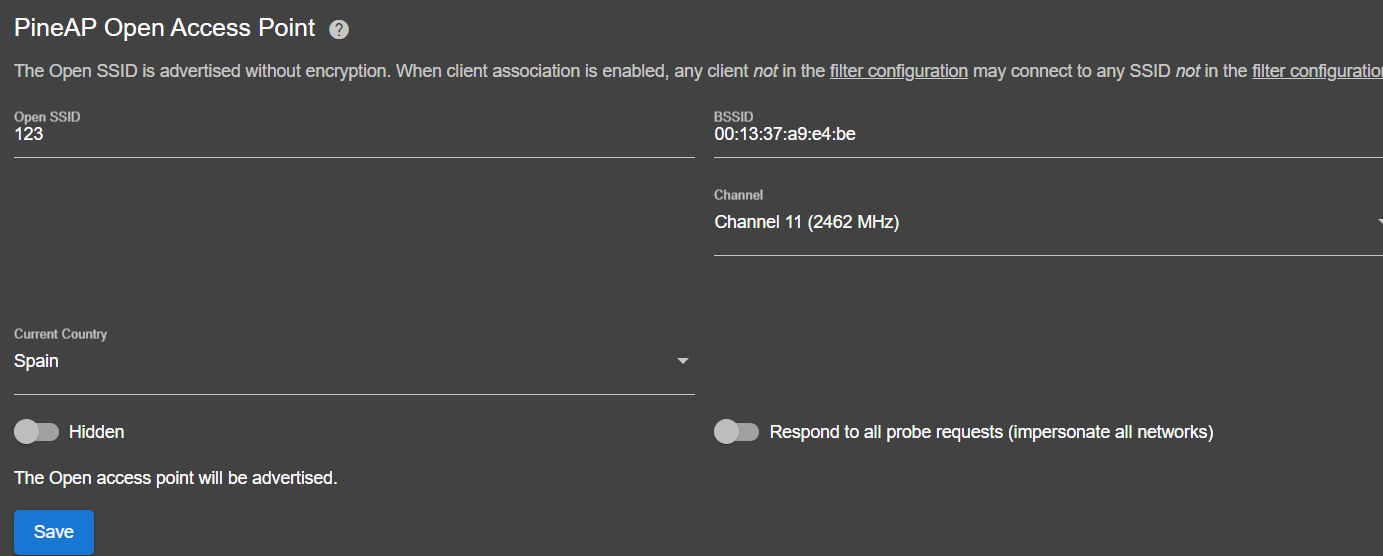 PineAP Open Access Point ?
The Open SSID is advertised without encryption. When client association is enabled, any client not in the filter configuration may connect to any SSID not in the filter configuration
Open SSID
123
BSSID
00:13:37:a9:e4:be
Channel
Channel 11 (2462 MHz)
Current Country
Spain
Hidden
Respond to all probe requests (impersonate all networks)
The Open access point will be advertised.
Save